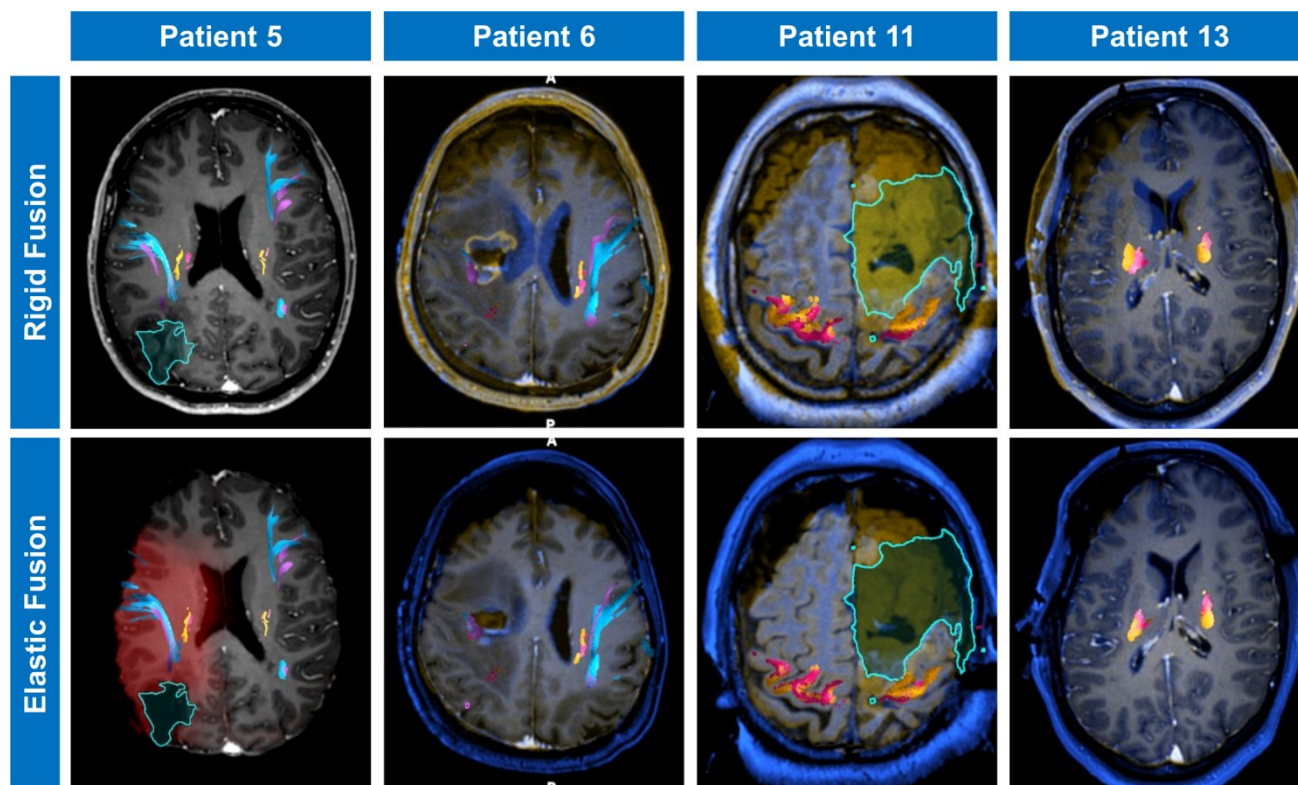 Patient 5
Patient 6
Patient 11
Patient 13
Rigid Fusion
A
P
Elastic Fusion
A